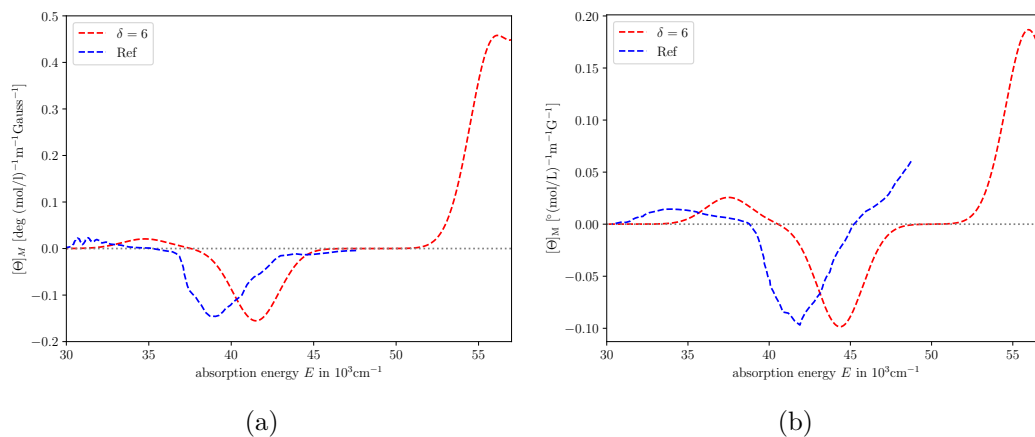 0.5
0.4
0.3
0.2
0.1
0.0
−0.1
−0.2
[Θ]M [deg (mol/l)−1m−1Gauss−1]
δ = 6
Ref
30 35 40 45 50 55
absorption energy E in 10³cm−1
(a)
0.20
0.15
0.10
0.05
0.00
−0.05
−0.10
[Θ]M [°(mol/L)−1m−1G−1]
δ = 6
Ref
30 35 40 45 50 55
absorption energy E in 10³cm−1
(b)